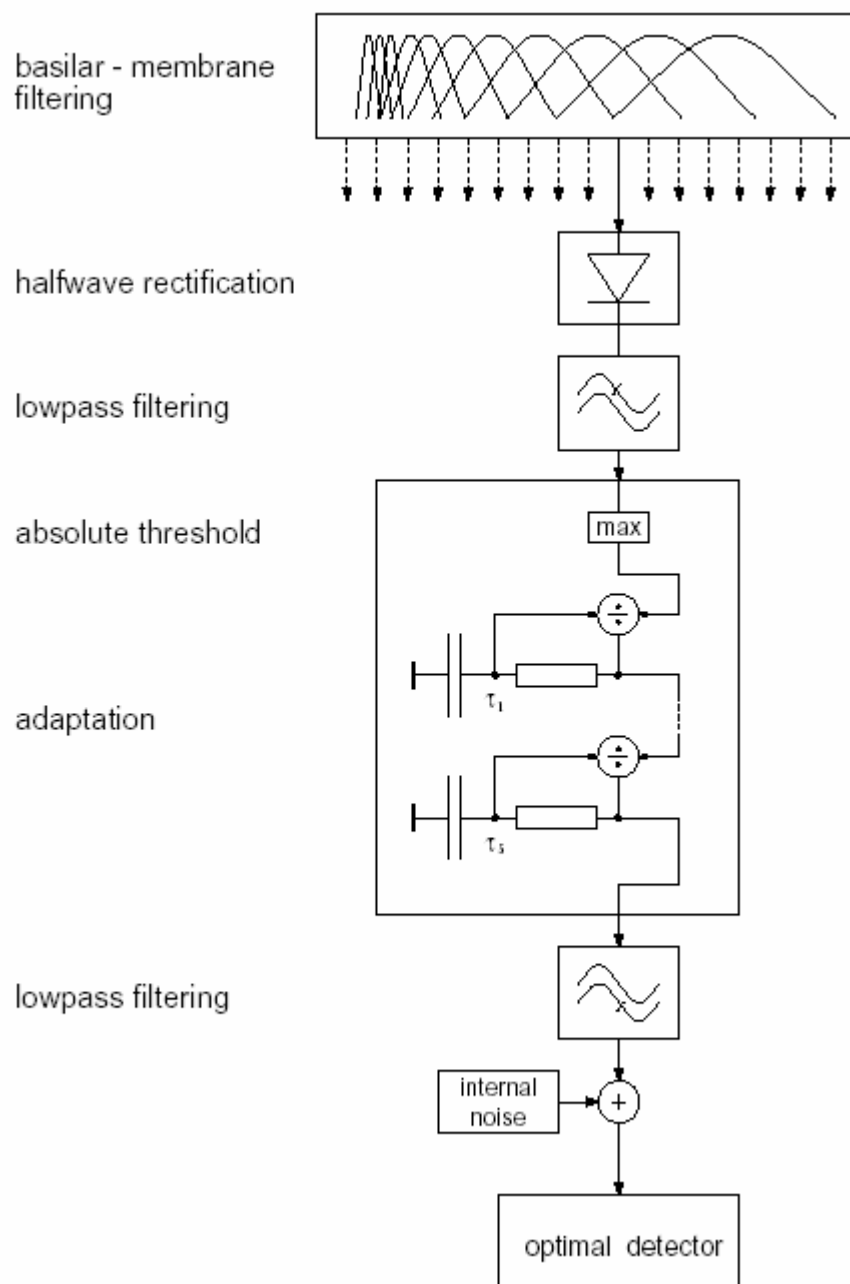 basilar - membrane
filtering
halfwave rectification
lowpass filtering
absolute threshold
max
÷
τ₁
adaptation
÷
τ₅
lowpass filtering
internal
noise
+
optimal detector